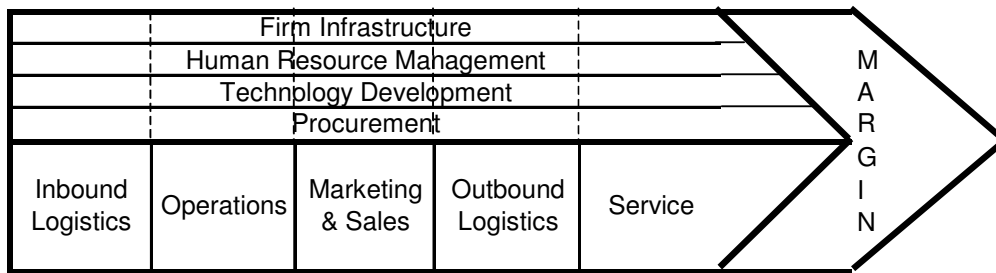 Firm Infrastructure
Human Resource Management
Technology Development
Procurement
Inbound
Logistics
Operations
Marketing
& Sales
Outbound
Logistics
Service
M
A
R
G
I
N